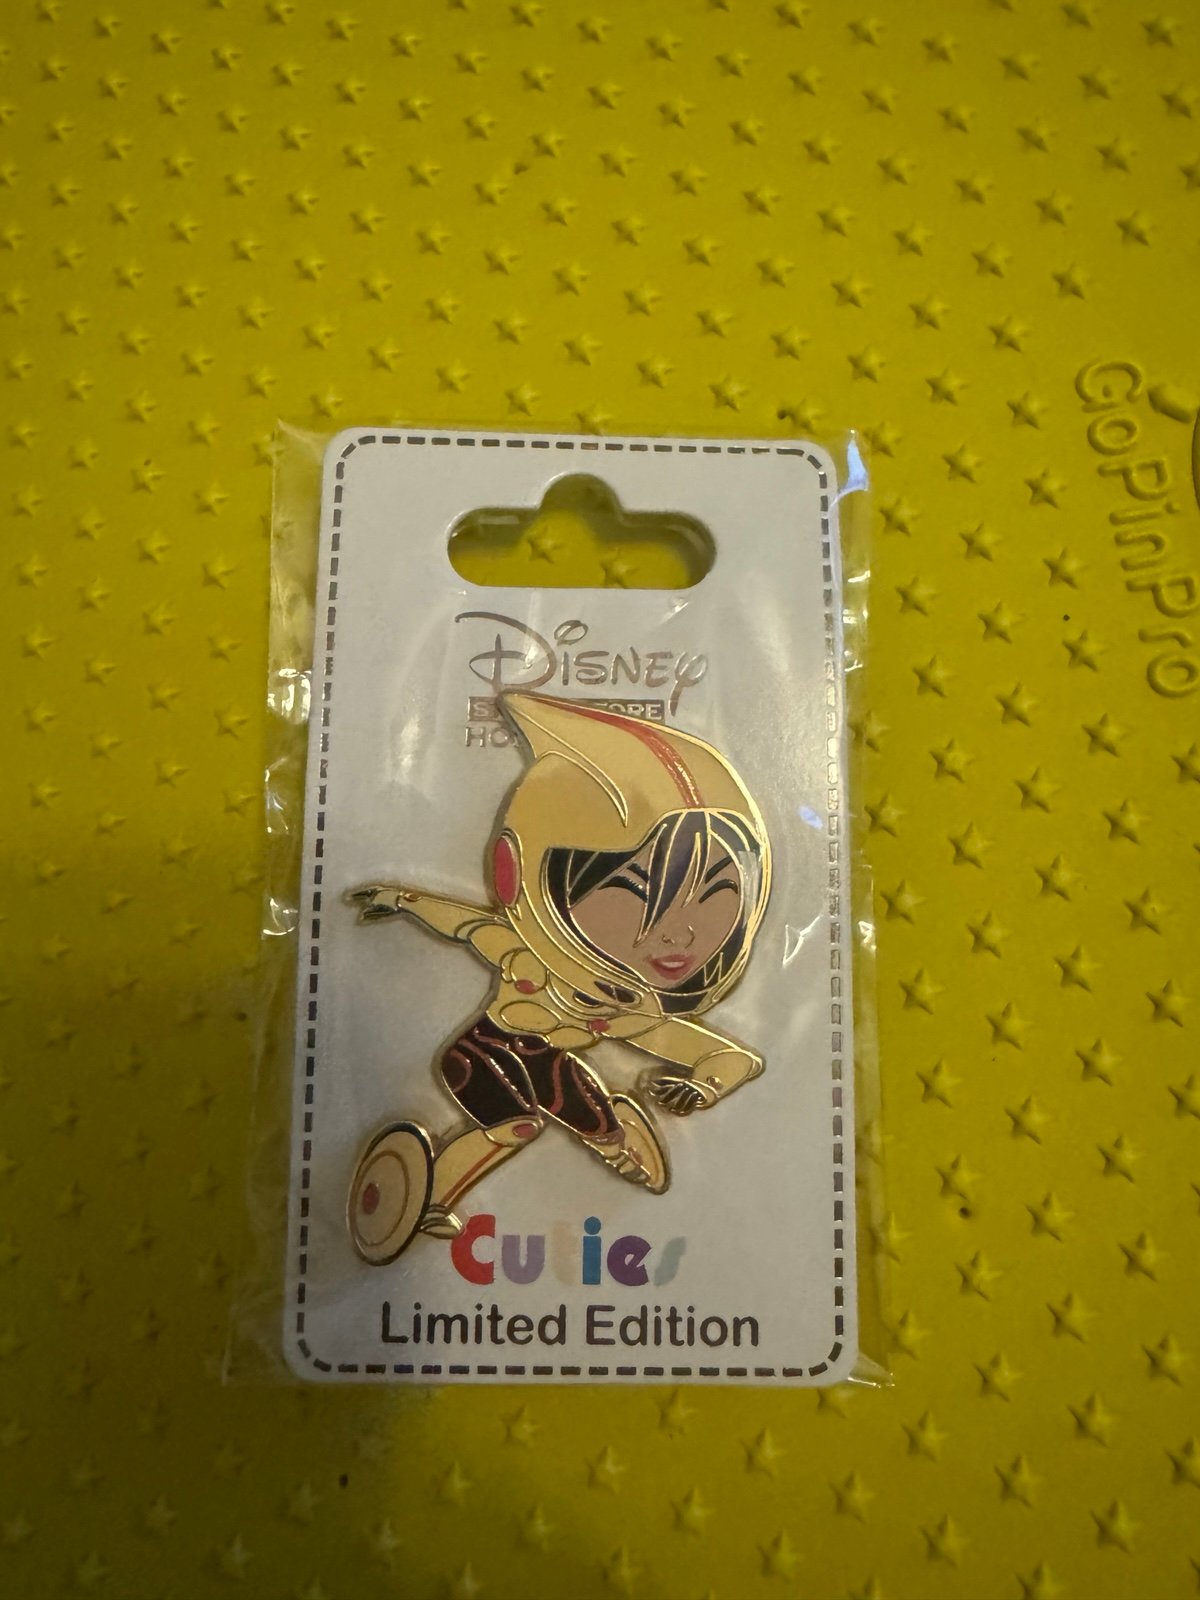 Disney
Cuties
Limited Edition
GoPinPro